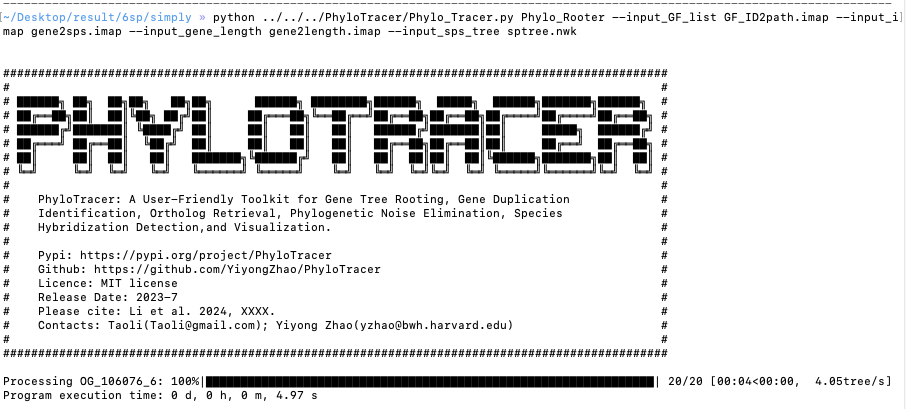 [~/Desktop/result/6sp/simply » python ../../../PhyloTracer/Phylo_Tracer.py Phylo_Rooter --input_GF_list GF_ID2path.imap --input_i]
map gene2sps.imap --input_gene_length gene2length.imap --input_sps_tree sptree.nwk
###############################################################################################
# #
# PHYLOTRACER #
# #
# PhyloTracer: A User-Friendly Toolkit for Gene Tree Rooting, Gene Duplication #
# Identification, Ortholog Retrieval, Phylogenetic Noise Elimination, Species #
# Hybridization Detection,and Visualization. #
# #
# Pypi: https://pypi.org/project/PhyloTracer #
# Github: https://github.com/YiyongZhao/PhyloTracer #
# Licence: MIT license #
# Release Date: 2023-7 #
# Please cite: Li et al. 2024, XXXX. #
# Contacts: Taoli(Taoli@gmail.com); Yiyong Zhao(yzhao@bwh.harvard.edu) #
# #
###############################################################################################
Processing OG_106076_6: 100%|████████████████████| 20/20 [00:04<00:00, 4.05tree/s]
Program execution time: 0 d, 0 h, 0 m, 4.97 s